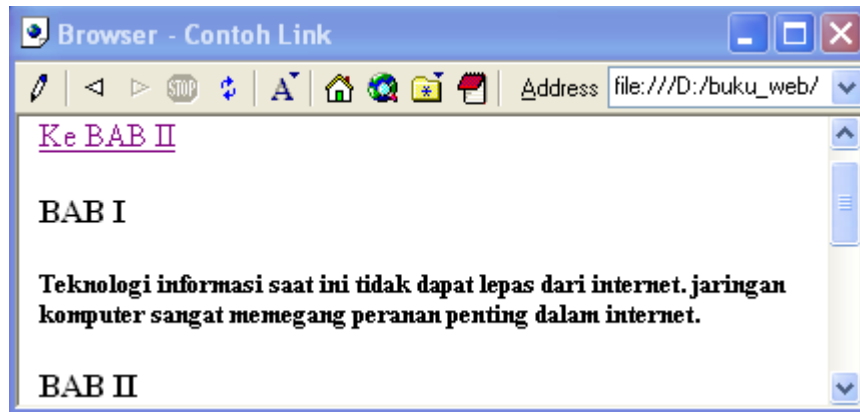 Browser - Contoh Link
STOP A Address file:///D:/buku_web/
Ke BAB II
BAB I
Teknologi informasi saat ini tidak dapat lepas dari internet. jaringan
komputer sangat memegang peranan penting dalam internet.
BAB II